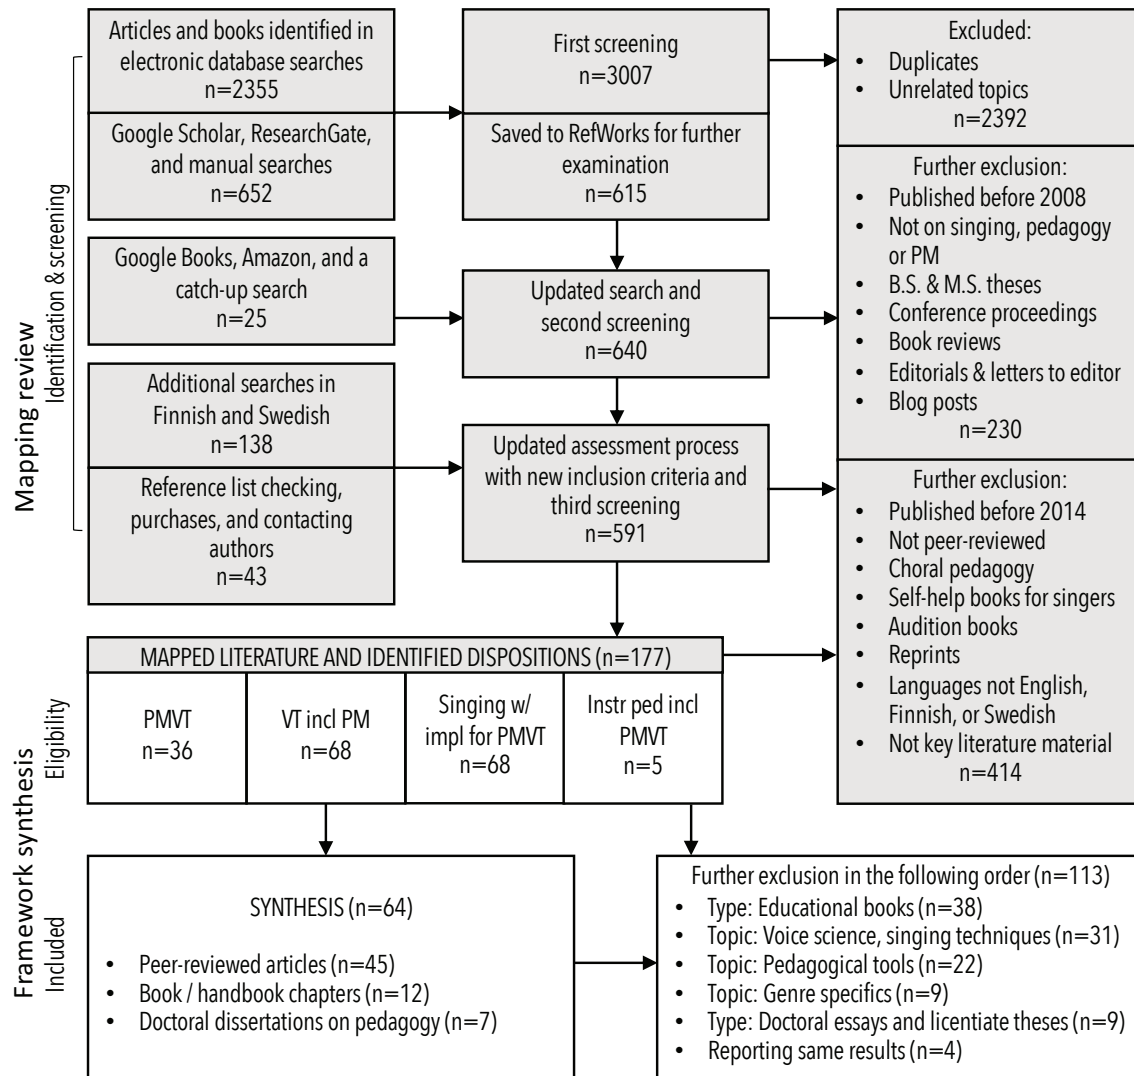 Mapping review
Identification & screening
Articles and books identified in
electronic database searches
n=2355
Google Scholar, ResearchGate,
and manual searches
n=652
First screening
n=3007
Saved to RefWorks for further
examination
n=615
Excluded:
• Duplicates
• Unrelated topics
n=2392
Google Books, Amazon, and a
catch-up search
n=25
Updated search and
second screening
n=640
Further exclusion:
• Published before 2008
• Not on singing, pedagogy
or PM
• B.S. & M.S. theses
• Conference proceedings
• Book reviews
• Editorials & letters to editor
• Blog posts
n=230
Additional searches in
Finnish and Swedish
n=138
Reference list checking,
purchases, and contacting
authors
n=43
Updated assessment process
with new inclusion criteria and
third screening
n=591
Further exclusion:
• Published before 2014
• Not peer-reviewed
• Choral pedagogy
• Self-help books for singers
• Audition books
• Reprints
• Languages not English,
Finnish, or Swedish
• Not key literature material
n=414
Framework synthesis
Eligibility
MAPPED LITERATURE AND IDENTIFIED DISPOSITIONS (n=177)
PMVT
n=36
VT incl PM
n=68
Singing w/
impl for PMVT
n=68
Instr ped incl
PMVT
n=5
Included
SYNTHESIS (n=64)
• Peer-reviewed articles (n=45)
• Book / handbook chapters (n=12)
• Doctoral dissertations on pedagogy (n=7)
Further exclusion in the following order (n=113)
• Type: Educational books (n=38)
• Topic: Voice science, singing techniques (n=31)
• Topic: Pedagogical tools (n=22)
• Topic: Genre specifics (n=9)
• Type: Doctoral essays and licentiate theses (n=9)
• Reporting same results (n=4)